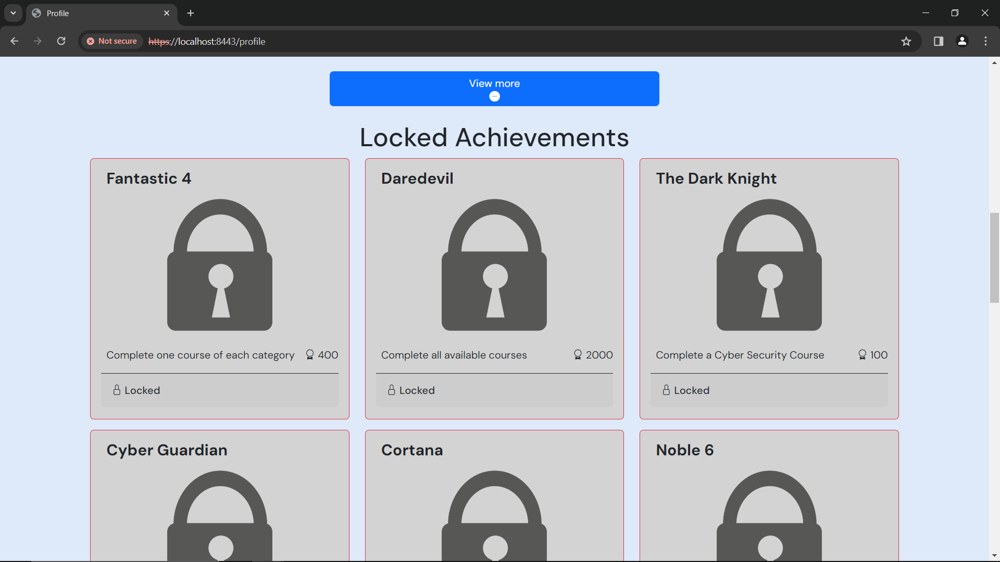 Profile
Not secure https://localhost:8443/profile
View more
Locked Achievements
Fantastic 4
Complete one course of each category 400
Locked
Daredevil
Complete all available courses 2000
Locked
The Dark Knight
Complete a Cyber Security Course 100
Locked
Cyber Guardian
Cortana
Noble 6